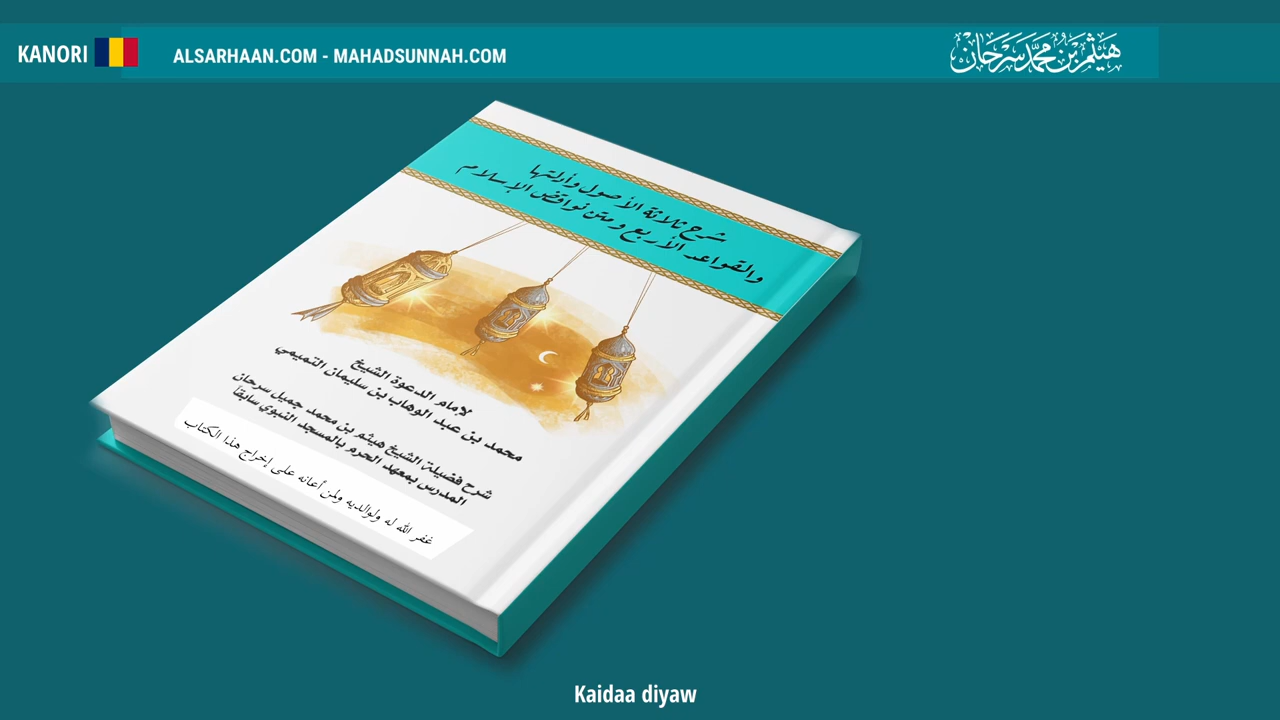 KANORI
ALSARHAAN.COM - MAHADSUNNAH.COM
هيثم بن محمد سرحان
شرح ثلاثة الأصول وأدلتها
والقواعد الأربع ومتن نواقض الإسلام
لإمام الدعوة الشيخ
محمد بن عبد الوهاب بن سليمان التميمي
شرح فضيلة الشيخ هيثم بن محمد جميل سرحان
المدرس بمعهد الحرم بالمسجد النبوي سابقاً
غفر الله له ولوالديه ولمن أعانه على إخراج هذا الكتاب
Kaidaa diyaw